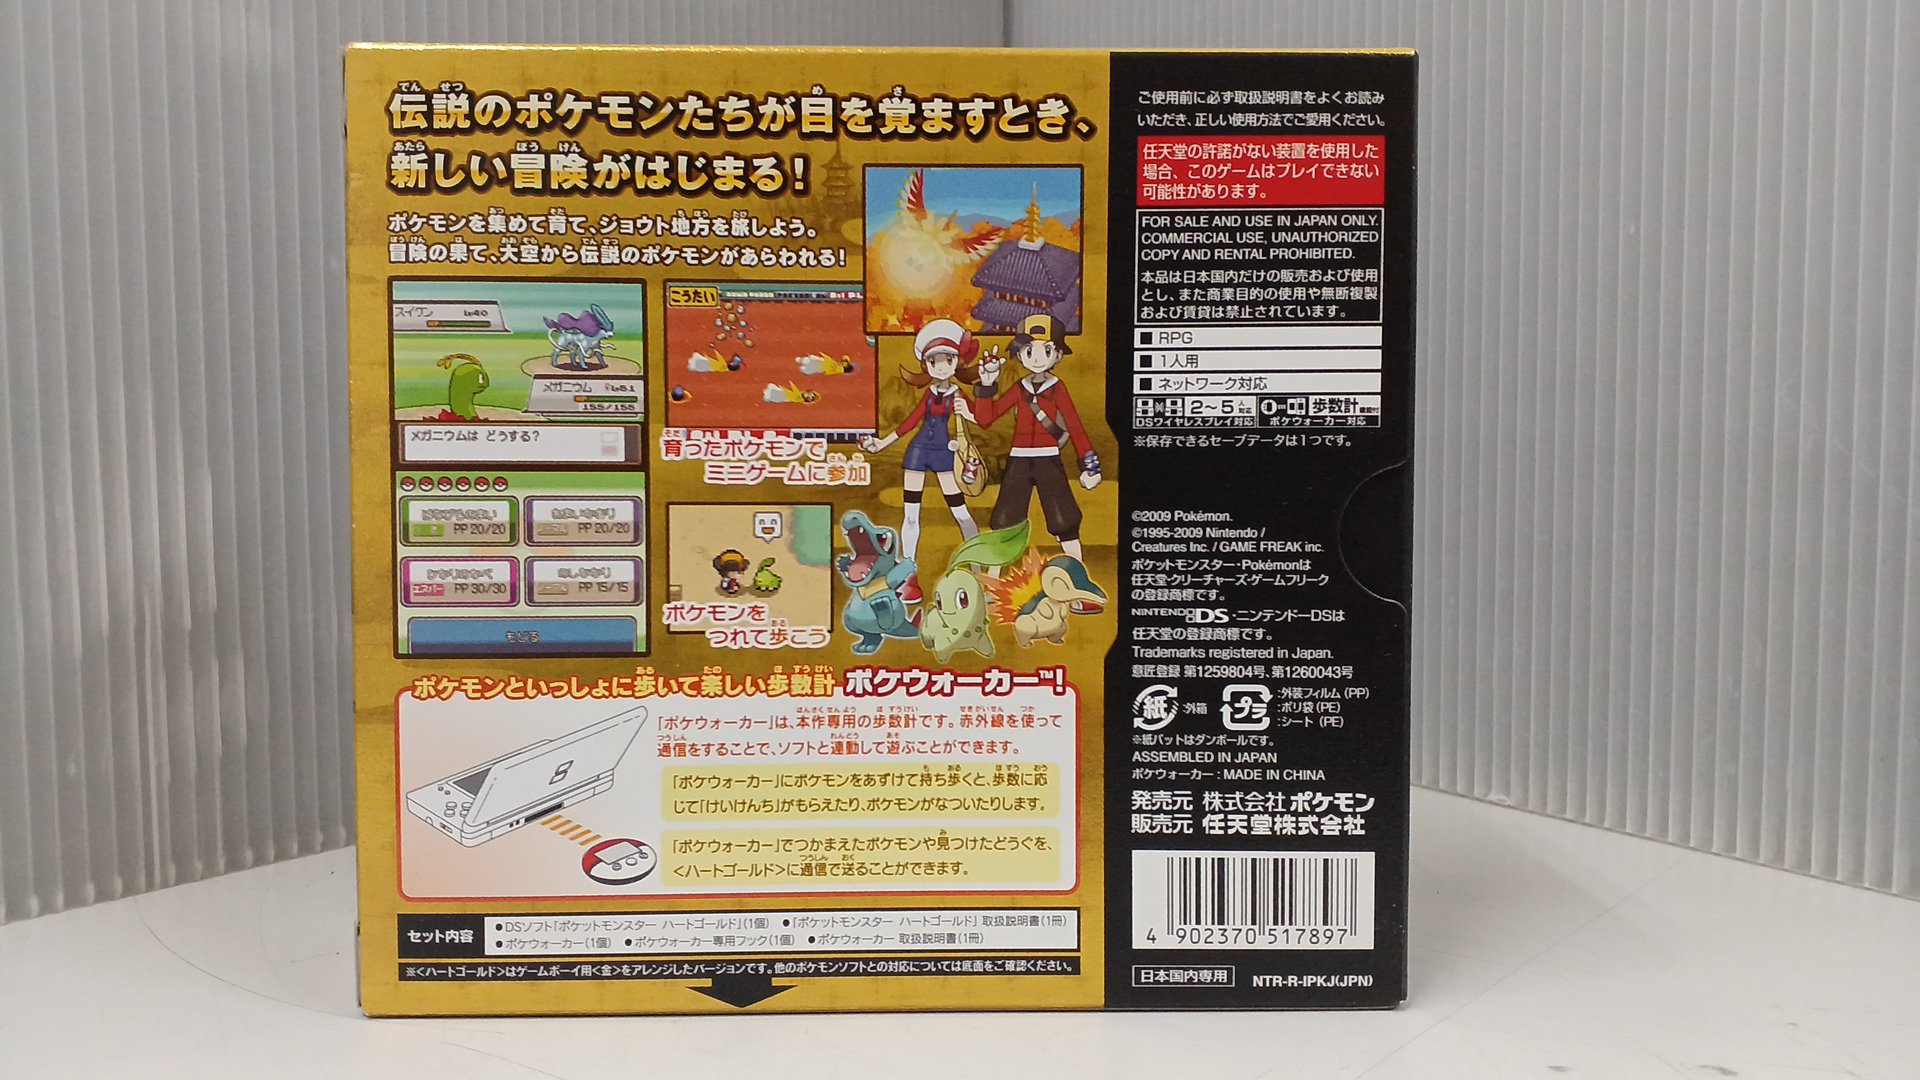 伝説のポケモンたちが目を覚ますとき、
新しい冒険がはじまる!
ポケモンを集めて育て、ジョウト地方を旅しよう。
冒険の果て、大空から伝説のポケモンがあらわれる!
スイクン Lv40
メガニウム Lv51
155/155
メガニウムは どうする?
PP 20/20
PP 20/20
エスパー PP 30/30
PP 15/15
もどる
こうたい
育ったポケモンで
ミニゲームに参加
ポケモンを
つれて歩こう
ポケモンといっしょに歩いて楽しい歩数計 ポケウォーカー™!
「ポケウォーカー」は、本作専用の歩数計です。赤外線を使って
通信をすることで、ソフトと連動して遊ぶことができます。
「ポケウォーカー」にポケモンをあずけて持ち歩くと、歩数に応
じて「けいけんち」がもらえたり、ポケモンがなついたりします。
「ポケウォーカー」でつかまえたポケモンや見つけたどうぐを、
<ハートゴールド>に通信で送ることができます。
セット内容
●DSソフト「ポケットモンスター ハートゴールド」(1個) ●「ポケットモンスター ハートゴールド」 取扱説明書(1冊)
●ポケウォーカー(1個) ●ポケウォーカー専用フック(1個) ●ポケウォーカー 取扱説明書(1冊)
※<ハートゴールド>はゲームボーイ用<金>をアレンジしたバージョンです。他のポケモンソフトとの対応については底面をご確認ください。
ご使用前に必ず取扱説明書をよくお読み
いただき、正しい使用方法でご愛用ください。
任天堂の許諾がない装置を使用した
場合、このゲームはプレイできない
可能性があります。
FOR SALE AND USE IN JAPAN ONLY.
COMMERCIAL USE, UNAUTHORIZED
COPY AND RENTAL PROHIBITED.
本品は日本国内だけの販売および使用
とし、また商業目的の使用や無断複製
および賃貸は禁止されています。
■ RPG
■ 1人用
■ ネットワーク対応
2～5人対応
DSワイヤレスプレイ対応
歩数計
ポケウォーカー対応
※保存できるセーブデータは1つです。
©2009 Pokémon.
©1995-2009 Nintendo /
Creatures Inc. / GAME FREAK inc.
ポケットモンスター・Pokémonは
任天堂・クリーチャーズ・ゲームフリーク
の登録商標です。
NINTENDO DS・ニンテンドーDSは
任天堂の登録商標です。
Trademarks registered in Japan.
意匠登録 第1259804号、第1260043号
紙 :外箱
プラ :外装フィルム (PP)
:ポリ袋 (PE)
:シート (PE)
※紙パットはダンボールです。
ASSEMBLED IN JAPAN
ポケウォーカー : MADE IN CHINA
発売元 株式会社ポケモン
販売元 任天堂株式会社
4 902370 517897
日本国内専用
NTR-R-IPKJ(JPN)